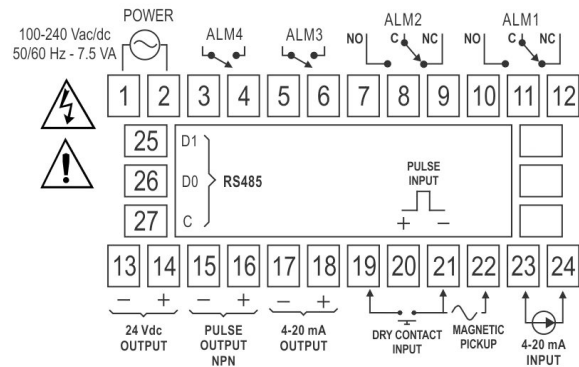 POWER
100-240 Vac/dc
50/60 Hz - 7.5 VA
ALM4
ALM3
ALM2
NO C NC
ALM1
NO C NC
1 2 3 4 5 6 7 8 9 10 11 12
25 D1
26 D0 RS485
27 C
PULSE
INPUT
+ −
13 14 15 16 17 18 19 20 21 22 23 24
− + − + − +
24 Vdc
OUTPUT
PULSE
OUTPUT
NPN
4-20 mA
OUTPUT
DRY CONTACT
INPUT
MAGNETIC
PICKUP
4-20 mA
INPUT